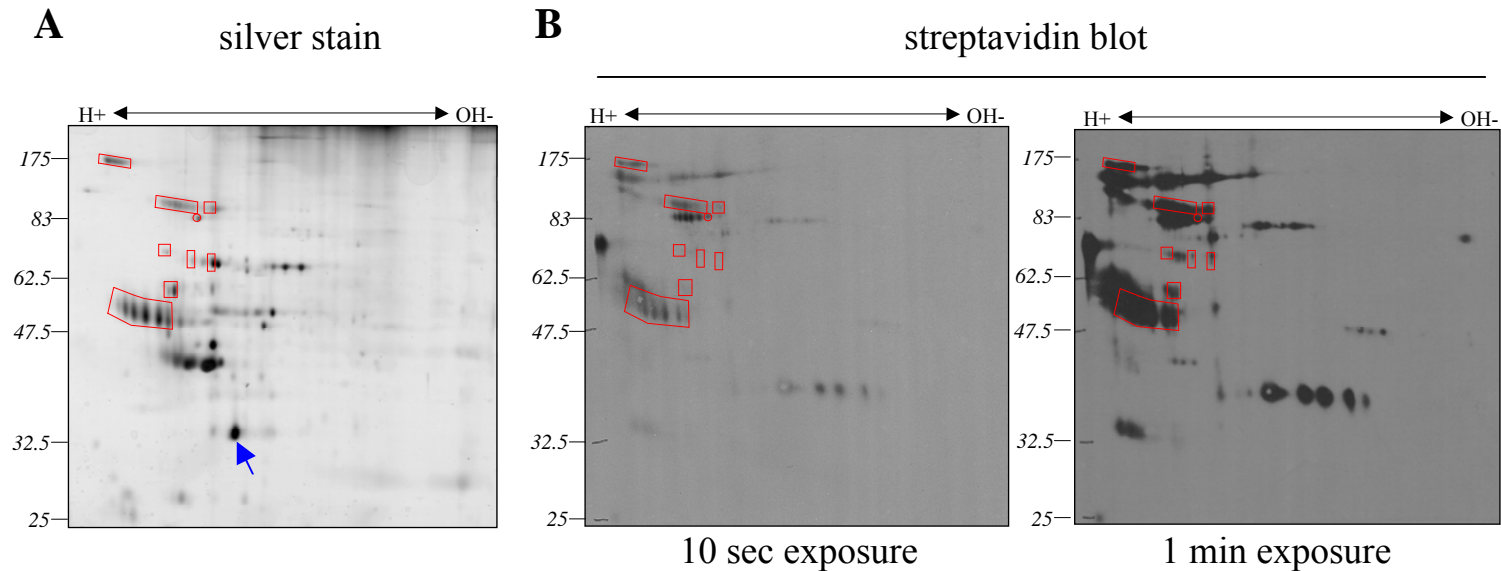 A
silver stain
B
streptavidin blot
H+
OH-
175
83
62.5
47.5
32.5
25
H+
OH-
175
83
62.5
47.5
32.5
25
10 sec exposure
H+
OH-
175
83
62.5
47.5
32.5
25
1 min exposure